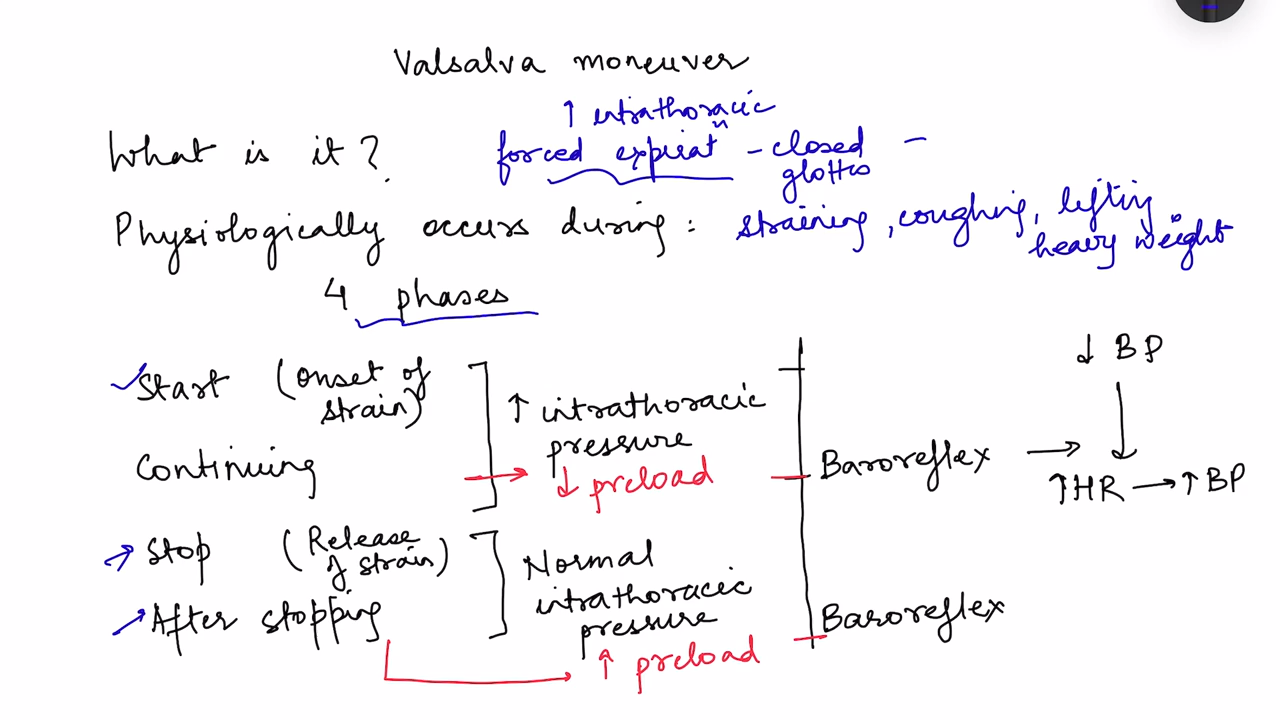 Valsalva moneuver
↑ intrathoracic
What is it? forced expiratⁿ - closed glottis -
Physiologically occurs during: straining, coughing, lifting heavy weight
4 phases
Start (Onset of strain)
Continuing
↑ intrathoracic pressure
↓ preload
Baroreflex →
↓ BP
↓
↑HR → ↑ BP
→ Stop (Release of strain)
→ After stopping
Normal intrathoracic pressure
↑ preload
Baroreflex